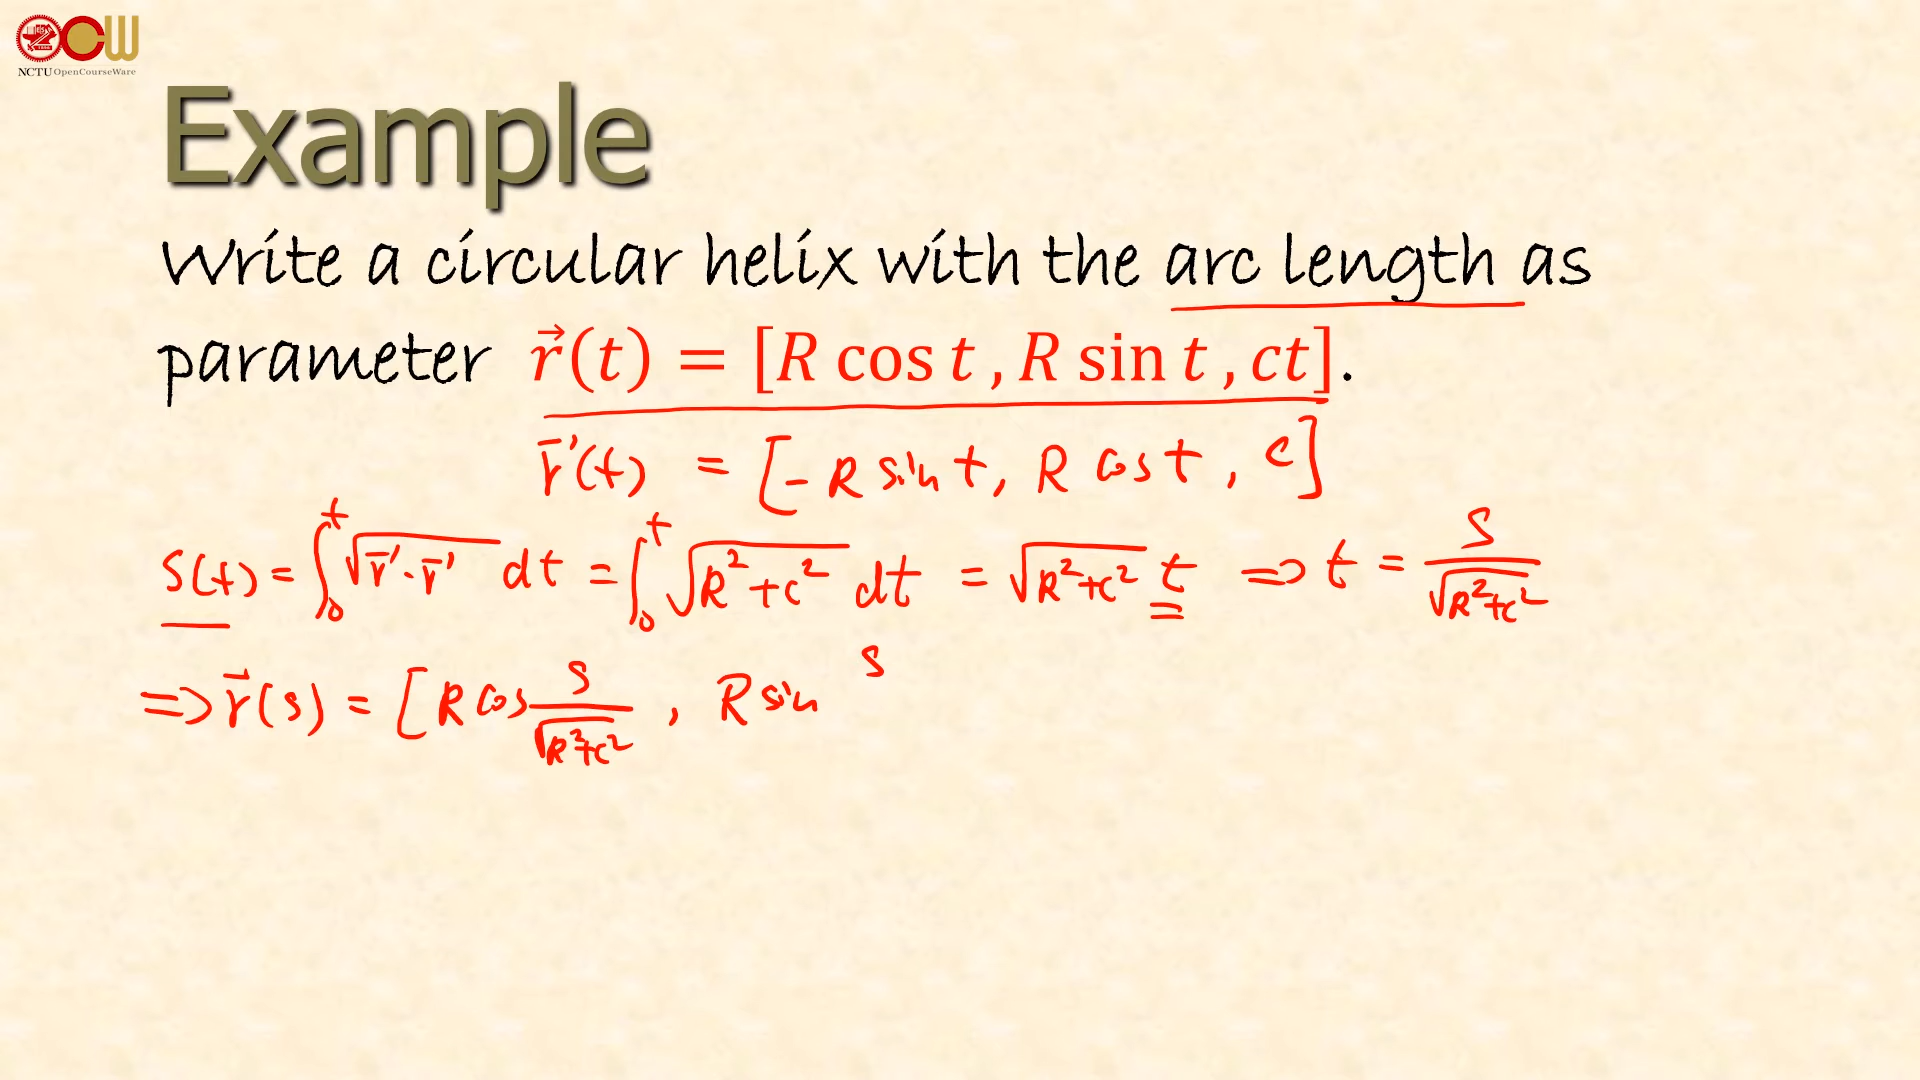 OCW
NCTU OpenCourseWare
Example
Write a circular helix with the arc length as
parameter r⃗(t) = [R cos t , R sin t , ct].
r̄′(t) = [-R sin t, R cos t, c]
s(t) = ∫₀ᵗ √(r̄′·r̄′) dt = ∫₀ᵗ √(R²+c²) dt = √(R²+c²) t ⇒ t = s/√(R²+c²)
⇒ r⃗(s) = [R cos s/√(R²+c²) , R sin s